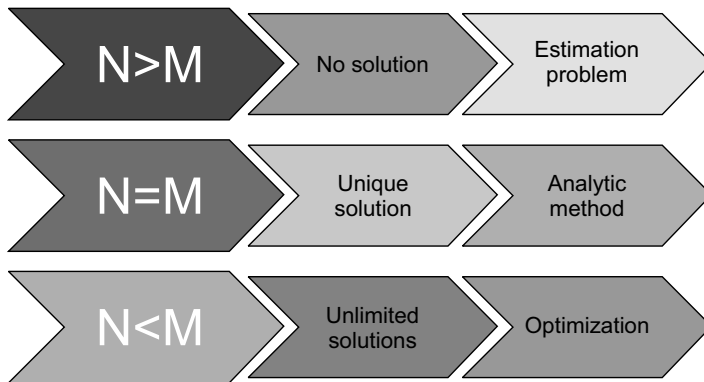 N>M
No solution
Estimation
problem
N=M
Unique
solution
Analytic
method
N<M
Unlimited
solutions
Optimization